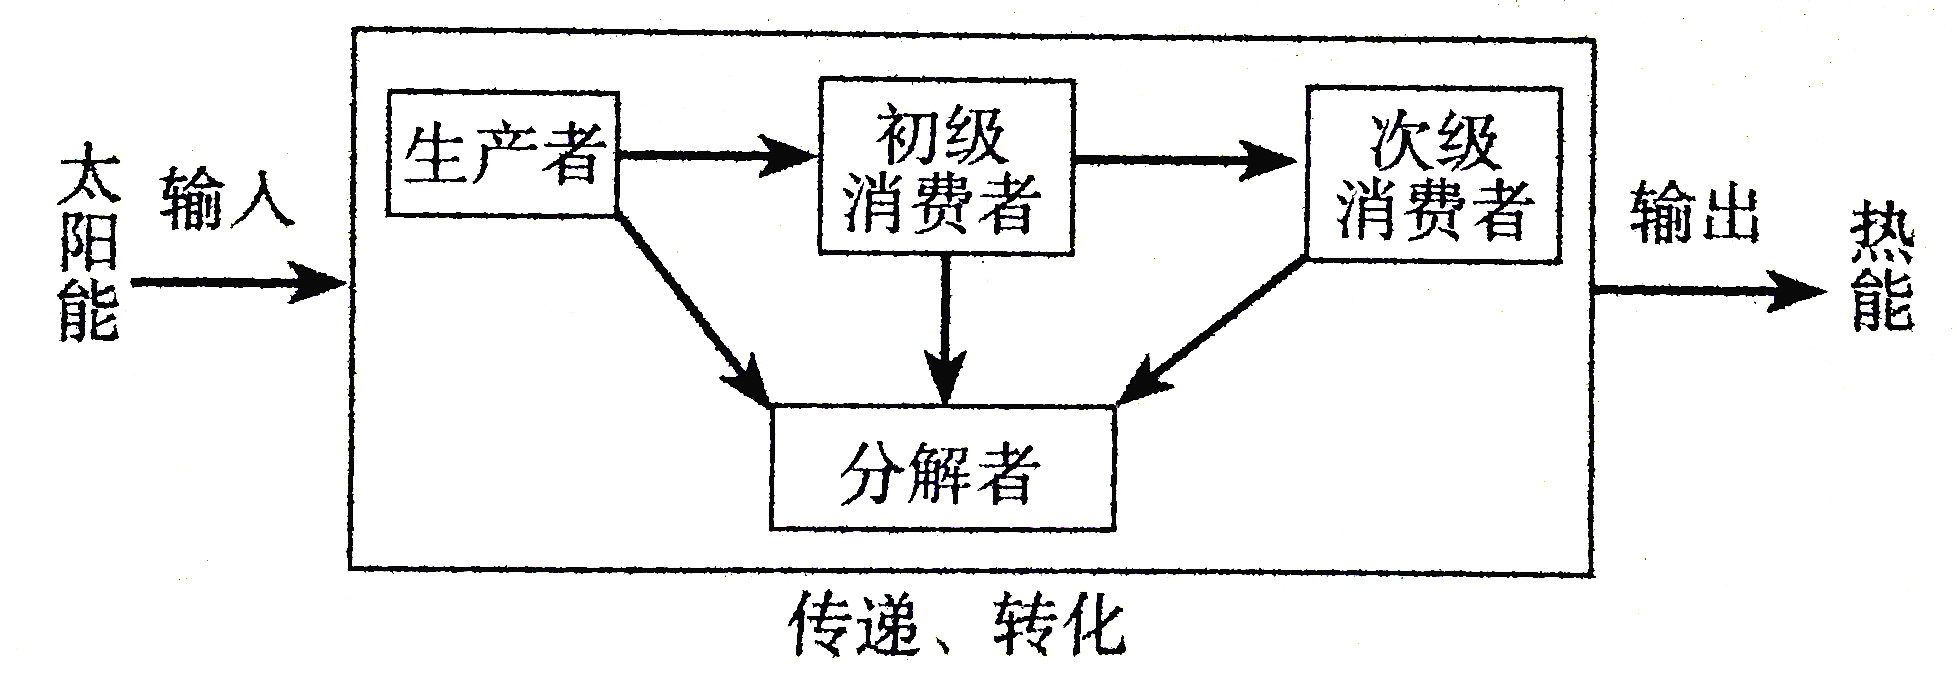 太阳能
输入
生产者
初级
消费者
次级
消费者
输出
热能
分解者
传递、转化